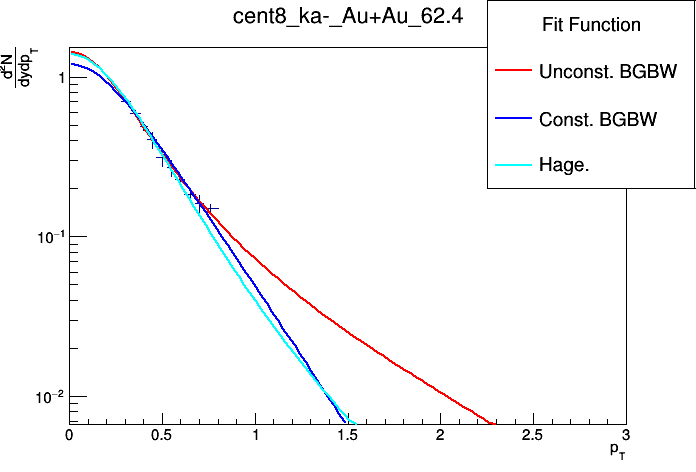 cent8_ka-_Au+Au_62.4
Fit Function
Unconst. BGBW
Const. BGBW
Hage.
d²N
dydp_T
1
10⁻¹
10⁻²
0
0.5
1
1.5
2
2.5
3
p_T